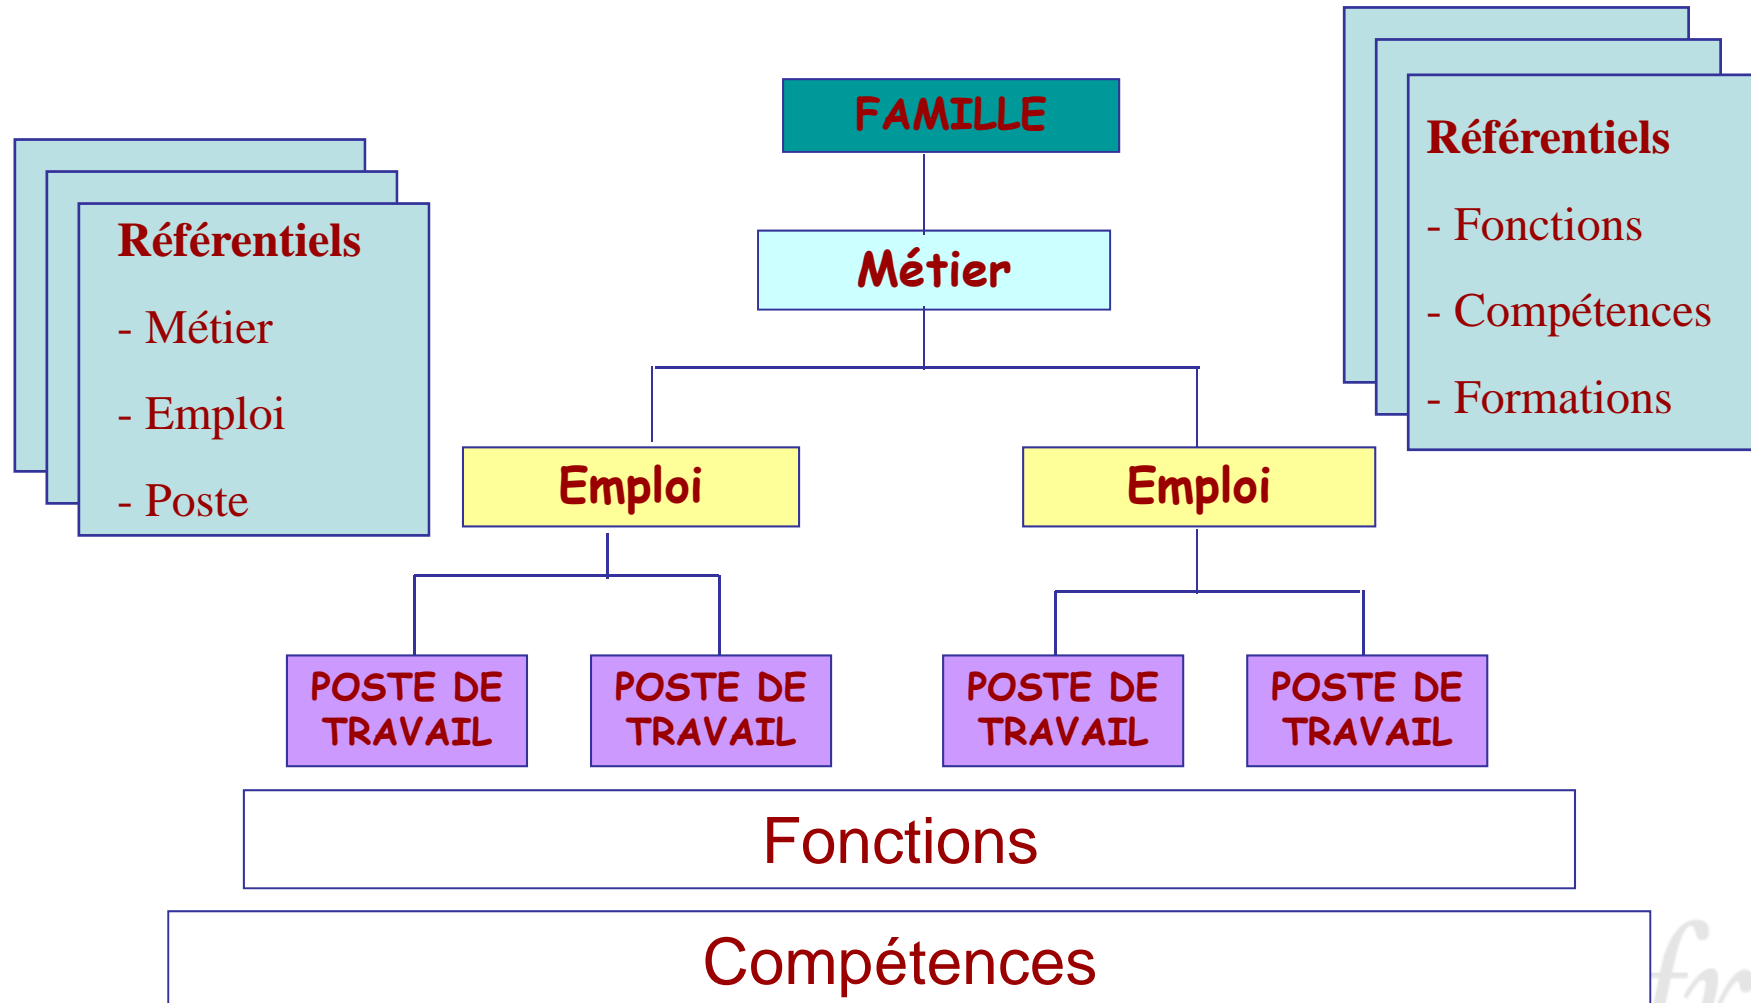 FAMILLE
Métier
Référentiels
- Métier
- Emploi
- Poste
Référentiels
- Fonctions
- Compétences
- Formations
Emploi
Emploi
POSTE DE
TRAVAIL
POSTE DE
TRAVAIL
POSTE DE
TRAVAIL
POSTE DE
TRAVAIL
Fonctions
Compétences